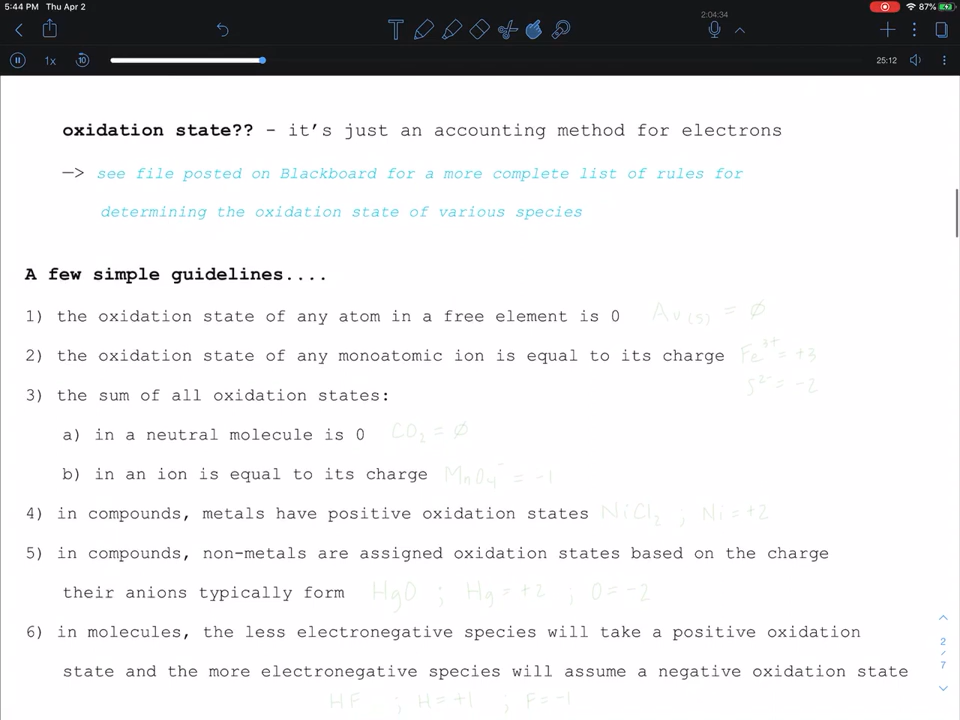 5:44 PM Thu Apr 2
87%
2:04:34
1x
10
25:12
oxidation state?? - it's just an accounting method for electrons
—> see file posted on Blackboard for a more complete list of rules for
determining the oxidation state of various species
A few simple guidelines....
1) the oxidation state of any atom in a free element is 0 Au(s) = ∅
2) the oxidation state of any monoatomic ion is equal to its charge Fe³⁺ = +3
S²⁻ = -2
3) the sum of all oxidation states:
a) in a neutral molecule is 0 CO₂ = ∅
b) in an ion is equal to its charge MnO₄⁻ = -1
4) in compounds, metals have positive oxidation states NiCl₂ ; Ni = +2
5) in compounds, non-metals are assigned oxidation states based on the charge
their anions typically form HgO ; Hg = +2 ; O = -2
6) in molecules, the less electronegative species will take a positive oxidation
state and the more electronegative species will assume a negative oxidation state
HF ; H = +1 ; F = -1
2
/
7